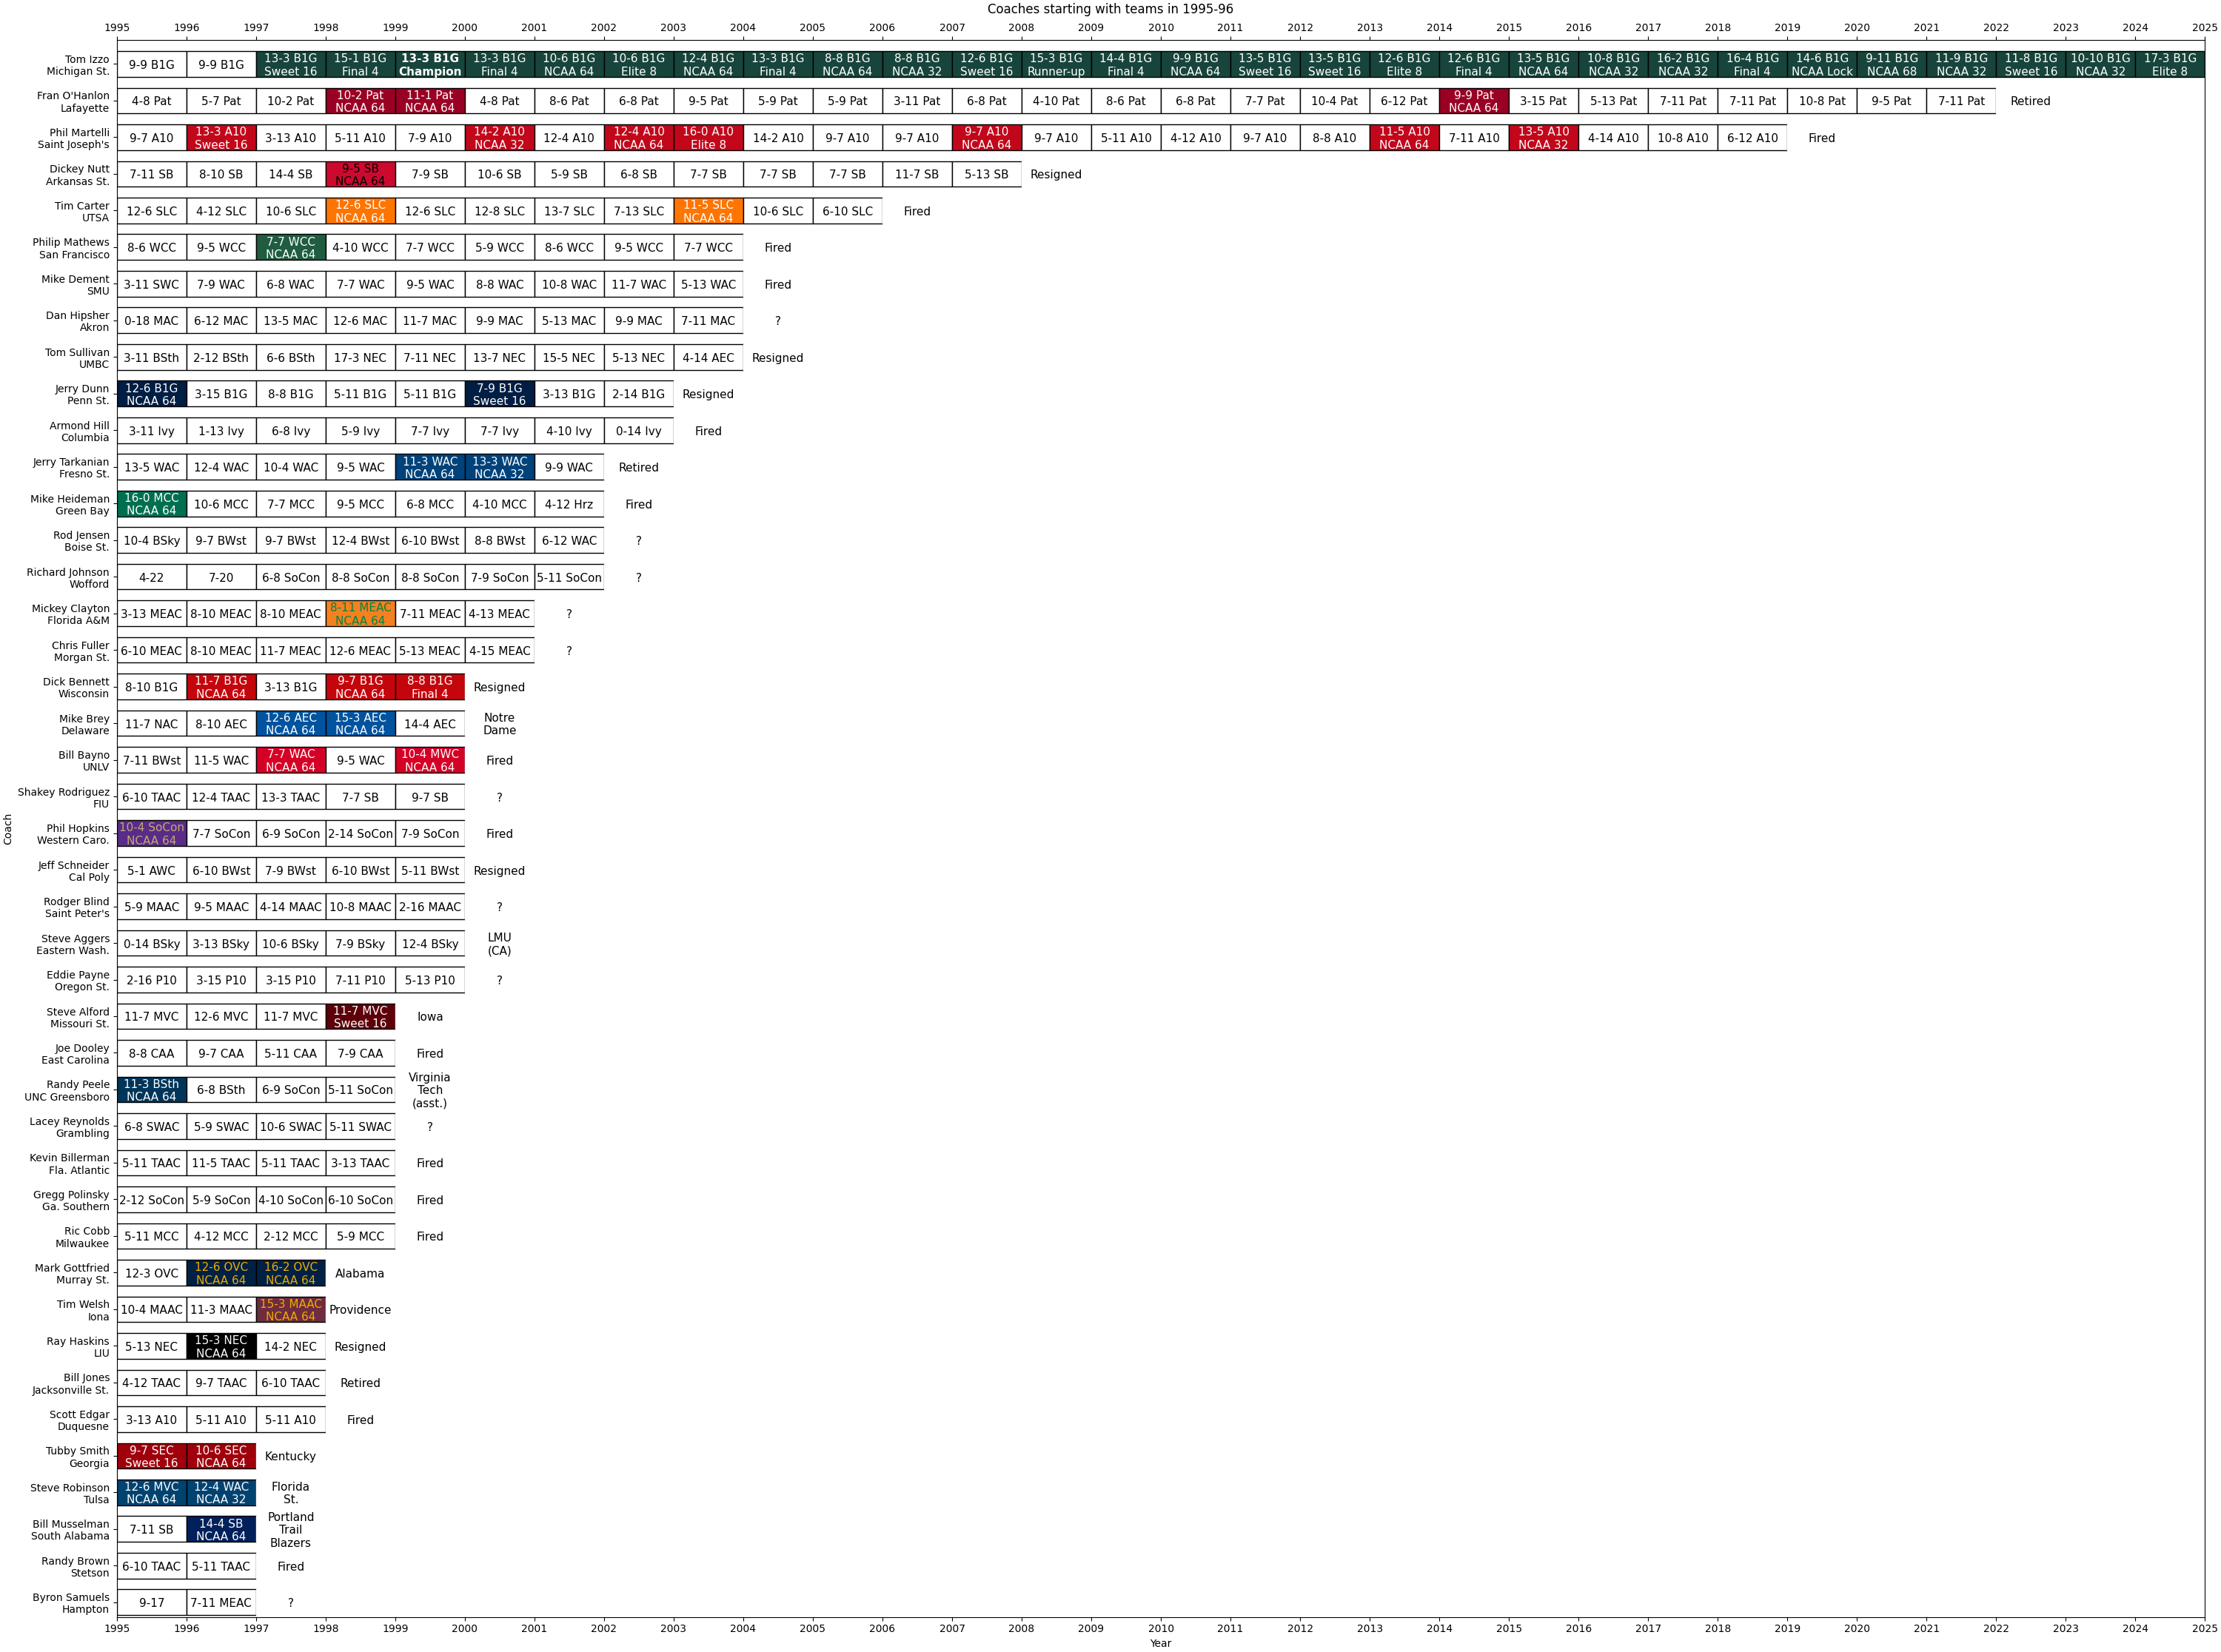 Coaches starting with teams in 1995-96
1995 1996 1997 1998 1999 2000 2001 2002 2003 2004 2005 2006 2007 2008 2009 2010 2011 2012 2013 2014 2015 2016 2017 2018 2019 2020 2021 2022 2023 2024 2025
Tom Izzo
Michigan St.
9-9 B1G 9-9 B1G 13-3 B1G 15-1 B1G 13-3 B1G 13-3 B1G 10-6 B1G 10-6 B1G 12-4 B1G 13-3 B1G 8-8 B1G 8-8 B1G 12-6 B1G 15-3 B1G 14-4 B1G 9-9 B1G 13-5 B1G 13-5 B1G 12-6 B1G 12-6 B1G 13-5 B1G 10-8 B1G 16-2 B1G 16-4 B1G 14-6 B1G 9-11 B1G 11-9 B1G 11-8 B1G 10-10 B1G 17-3 B1G
Sweet 16 Final 4 Champion Final 4 NCAA 64 Elite 8 NCAA 64 Final 4 NCAA 64 NCAA 32 Sweet 16 Runner-up Final 4 NCAA 64 Sweet 16 Sweet 16 Elite 8 Final 4 NCAA 64 NCAA 32 NCAA 32 Final 4 NCAA Lock NCAA 68 NCAA 32 Sweet 16 NCAA 32 Elite 8
Fran O'Hanlon
Lafayette
4-8 Pat 5-7 Pat 10-2 Pat 10-2 Pat 11-1 Pat 4-8 Pat 8-6 Pat 6-8 Pat 9-5 Pat 5-9 Pat 5-9 Pat 3-11 Pat 6-8 Pat 4-10 Pat 8-6 Pat 6-8 Pat 7-7 Pat 10-4 Pat 6-12 Pat 9-9 Pat 3-15 Pat 5-13 Pat 7-11 Pat 7-11 Pat 10-8 Pat 9-5 Pat 7-11 Pat Retired
NCAA 64 NCAA 64 NCAA 64
Phil Martelli
Saint Joseph's
9-7 A10 13-3 A10 3-13 A10 5-11 A10 7-9 A10 14-2 A10 12-4 A10 12-4 A10 16-0 A10 14-2 A10 9-7 A10 9-7 A10 9-7 A10 9-7 A10 5-11 A10 4-12 A10 9-7 A10 8-8 A10 11-5 A10 7-11 A10 13-5 A10 4-14 A10 10-8 A10 6-12 A10 Fired
Sweet 16 NCAA 32 NCAA 64 Elite 8 NCAA 64 NCAA 64 NCAA 32
Dickey Nutt
Arkansas St.
7-11 SB 8-10 SB 14-4 SB 9-5 SB 7-9 SB 10-6 SB 5-9 SB 6-8 SB 7-7 SB 7-7 SB 7-7 SB 11-7 SB 5-13 SB Resigned
NCAA 64
Tim Carter
UTSA
12-6 SLC 4-12 SLC 10-6 SLC 12-6 SLC 12-6 SLC 12-8 SLC 13-7 SLC 7-13 SLC 11-5 SLC 10-6 SLC 6-10 SLC Fired
NCAA 64 NCAA 64
Philip Mathews
San Francisco
8-6 WCC 9-5 WCC 7-7 WCC 4-10 WCC 7-7 WCC 5-9 WCC 8-6 WCC 9-5 WCC 7-7 WCC Fired
NCAA 64
Mike Dement
SMU
3-11 SWC 7-9 WAC 6-8 WAC 7-7 WAC 9-5 WAC 8-8 WAC 10-8 WAC 11-7 WAC 5-13 WAC Fired
Dan Hipsher
Akron
0-18 MAC 6-12 MAC 13-5 MAC 12-6 MAC 11-7 MAC 9-9 MAC 5-13 MAC 9-9 MAC 7-11 MAC ?
Tom Sullivan
UMBC
3-11 BSth 2-12 BSth 6-6 BSth 17-3 NEC 7-11 NEC 13-7 NEC 15-5 NEC 5-13 NEC 4-14 AEC Resigned
Jerry Dunn
Penn St.
12-6 B1G 3-15 B1G 8-8 B1G 5-11 B1G 5-11 B1G 7-9 B1G 3-13 B1G 2-14 B1G Resigned
NCAA 64 Sweet 16
Armond Hill
Columbia
3-11 Ivy 1-13 Ivy 6-8 Ivy 5-9 Ivy 7-7 Ivy 7-7 Ivy 4-10 Ivy 0-14 Ivy Fired
Jerry Tarkanian
Fresno St.
13-5 WAC 12-4 WAC 10-4 WAC 9-5 WAC 11-3 WAC 13-3 WAC 9-9 WAC Retired
NCAA 64 NCAA 32
Mike Heideman
Green Bay
16-0 MCC 10-6 MCC 7-7 MCC 9-5 MCC 6-8 MCC 4-10 MCC 4-12 Hrz Fired
NCAA 64
Rod Jensen
Boise St.
10-4 BSky 9-7 BWst 9-7 BWst 12-4 BWst 6-10 BWst 8-8 BWst 6-12 WAC ?
Richard Johnson
Wofford
4-22 7-20 6-8 SoCon 8-8 SoCon 8-8 SoCon 7-9 SoCon 5-11 SoCon ?
Mickey Clayton
Florida A&M
3-13 MEAC 8-10 MEAC 8-10 MEAC 8-11 MEAC 7-11 MEAC 4-13 MEAC ?
NCAA 64
Chris Fuller
Morgan St.
6-10 MEAC 8-10 MEAC 11-7 MEAC 12-6 MEAC 5-13 MEAC 4-15 MEAC ?
Dick Bennett
Wisconsin
8-10 B1G 11-7 B1G 3-13 B1G 9-7 B1G 8-8 B1G Resigned
NCAA 64 NCAA 64 Final 4
Mike Brey
Delaware
11-7 NAC 8-10 AEC 12-6 AEC 15-3 AEC 14-4 AEC Notre
Dame
NCAA 64 NCAA 64
Bill Bayno
UNLV
7-11 BWst 11-5 WAC 7-7 WAC 9-5 WAC 10-4 MWC Fired
NCAA 64 NCAA 64
Shakey Rodriguez
FIU
6-10 TAAC 12-4 TAAC 13-3 TAAC 7-7 SB 9-7 SB ?
Coach
Phil Hopkins
Western Caro.
10-4 SoCon 7-7 SoCon 6-9 SoCon 2-14 SoCon 7-9 SoCon Fired
NCAA 64
Jeff Schneider
Cal Poly
5-1 AWC 6-10 BWst 7-9 BWst 6-10 BWst 5-11 BWst Resigned
Rodger Blind
Saint Peter's
5-9 MAAC 9-5 MAAC 4-14 MAAC 10-8 MAAC 2-16 MAAC ?
Steve Aggers
Eastern Wash.
0-14 BSky 3-13 BSky 10-6 BSky 7-9 BSky 12-4 BSky LMU
(CA)
Eddie Payne
Oregon St.
2-16 P10 3-15 P10 3-15 P10 7-11 P10 5-13 P10 ?
Steve Alford
Missouri St.
11-7 MVC 12-6 MVC 11-7 MVC 11-7 MVC Iowa
Sweet 16
Joe Dooley
East Carolina
8-8 CAA 9-7 CAA 5-11 CAA 7-9 CAA Fired
Randy Peele
UNC Greensboro
11-3 BSth 6-8 BSth 6-9 SoCon 5-11 SoCon Virginia
Tech
(asst.)
NCAA 64
Lacey Reynolds
Grambling
6-8 SWAC 5-9 SWAC 10-6 SWAC 5-11 SWAC ?
Kevin Billerman
Fla. Atlantic
5-11 TAAC 11-5 TAAC 5-11 TAAC 3-13 TAAC Fired
Gregg Polinsky
Ga. Southern
2-12 SoCon 5-9 SoCon 4-10 SoCon 6-10 SoCon Fired
Ric Cobb
Milwaukee
5-11 MCC 4-12 MCC 2-12 MCC 5-9 MCC Fired
Mark Gottfried
Murray St.
12-3 OVC 12-6 OVC 16-2 OVC Alabama
NCAA 64 NCAA 64
Tim Welsh
Iona
10-4 MAAC 11-3 MAAC 15-3 MAAC Providence
NCAA 64
Ray Haskins
LIU
5-13 NEC 15-3 NEC 14-2 NEC Resigned
NCAA 64
Bill Jones
Jacksonville St.
4-12 TAAC 9-7 TAAC 6-10 TAAC Retired
Scott Edgar
Duquesne
3-13 A10 5-11 A10 5-11 A10 Fired
Tubby Smith
Georgia
9-7 SEC 10-6 SEC Kentucky
Sweet 16 NCAA 64
Steve Robinson
Tulsa
12-6 MVC 12-4 WAC Florida
St.
NCAA 64 NCAA 32
Bill Musselman
South Alabama
7-11 SB 14-4 SB Portland
Trail
Blazers
NCAA 64
Randy Brown
Stetson
6-10 TAAC 5-11 TAAC Fired
Byron Samuels
Hampton
9-17 7-11 MEAC ?
1995 1996 1997 1998 1999 2000 2001 2002 2003 2004 2005 2006 2007 2008 2009 2010 2011 2012 2013 2014 2015 2016 2017 2018 2019 2020 2021 2022 2023 2024 2025
Year